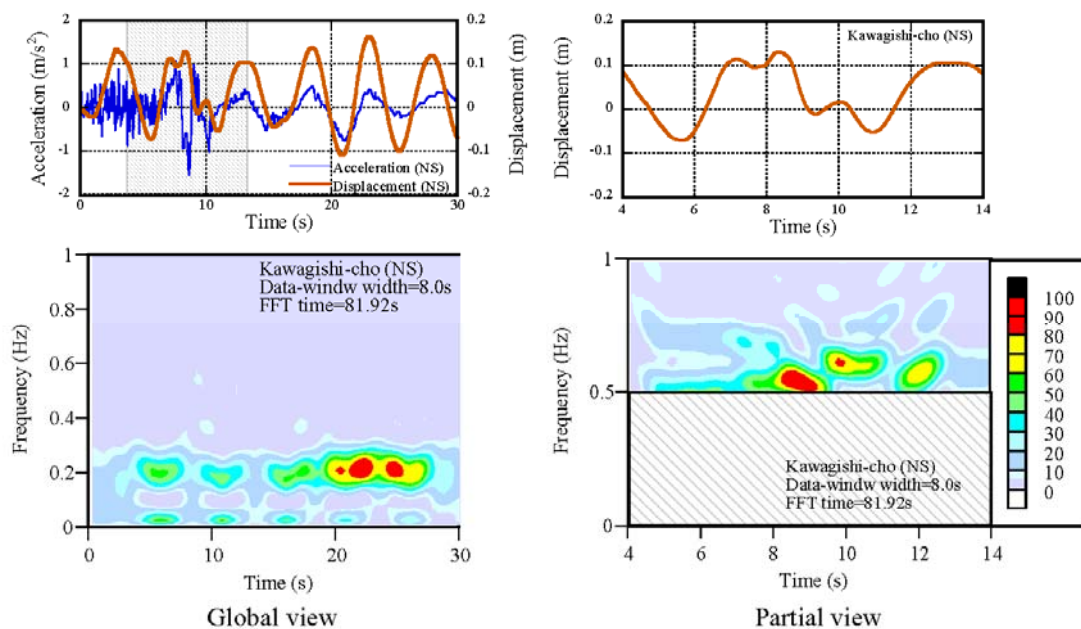 2
0.2
0.2
Acceleration (m/s²)
Displacement (m)
Displacement (m)
Kawagishi-cho (NS)
1
0.1
0.1
0
0
0
-1
-0.1
-0.1
Acceleration (NS)
Displacement (NS)
-2
-0.2
-0.2
0
10
20
30
4
6
8
10
12
14
Time (s)
Time (s)
1
Kawagishi-cho (NS)
Data-windw width=8.0s
FFT time=81.92s
0.8
0.6
0.4
0.2
0
Frequency (Hz)
0
10
20
30
Time (s)
Global view
1
0.5
0
Frequency (Hz)
Kawagishi-cho (NS)
Data-windw width=8.0s
FFT time=81.92s
4
6
8
10
12
14
Time (s)
100
90
80
70
60
50
40
30
20
10
0
Partial view